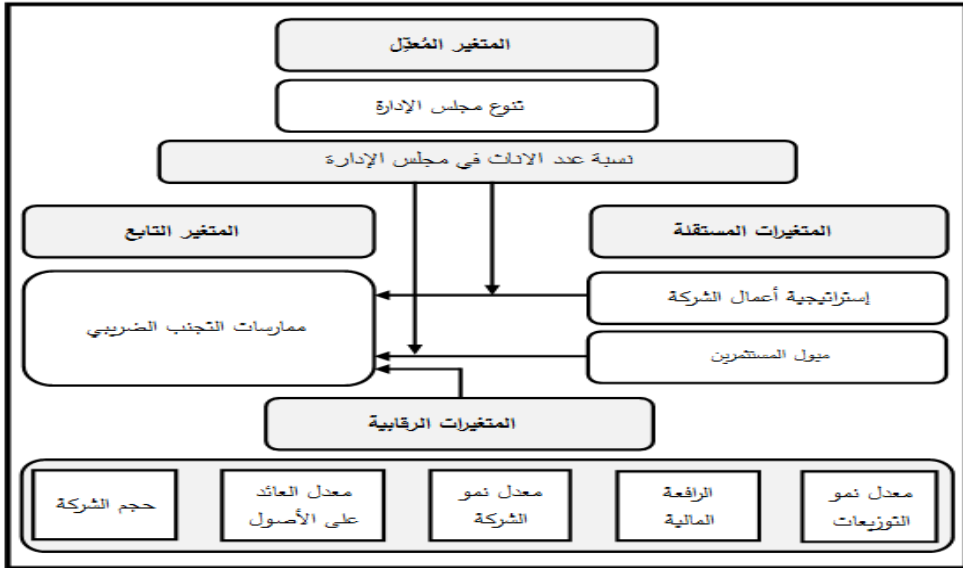 المتغير المُعدِّل
تنوع مجلس الإدارة
نسبة عدد الاناث في مجلس الإدارة
المتغيرات المستقلة
المتغير التابع
إستراتيجية أعمال الشركة
ميول المستثمرين
ممارسات التجنب الضريبي
المتغيرات الرقابية
معدل نمو
التوزيعات
الرافعة
المالية
معدل نمو
الشركة
معدل العائد
على الأصول
حجم الشركة